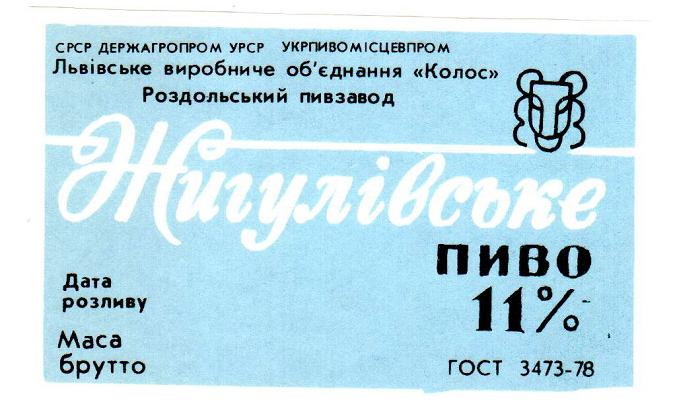 СРСР ДЕРЖАГРОПРОМ УРСР УКРПИВОМІСЦЕВПРОМ
Львівське виробниче об'єднання «Колос»
Роздольський пивзавод
Жигулівське
пиво
11%
Дата
розливу
Маса
брутто
ГОСТ 3473-78